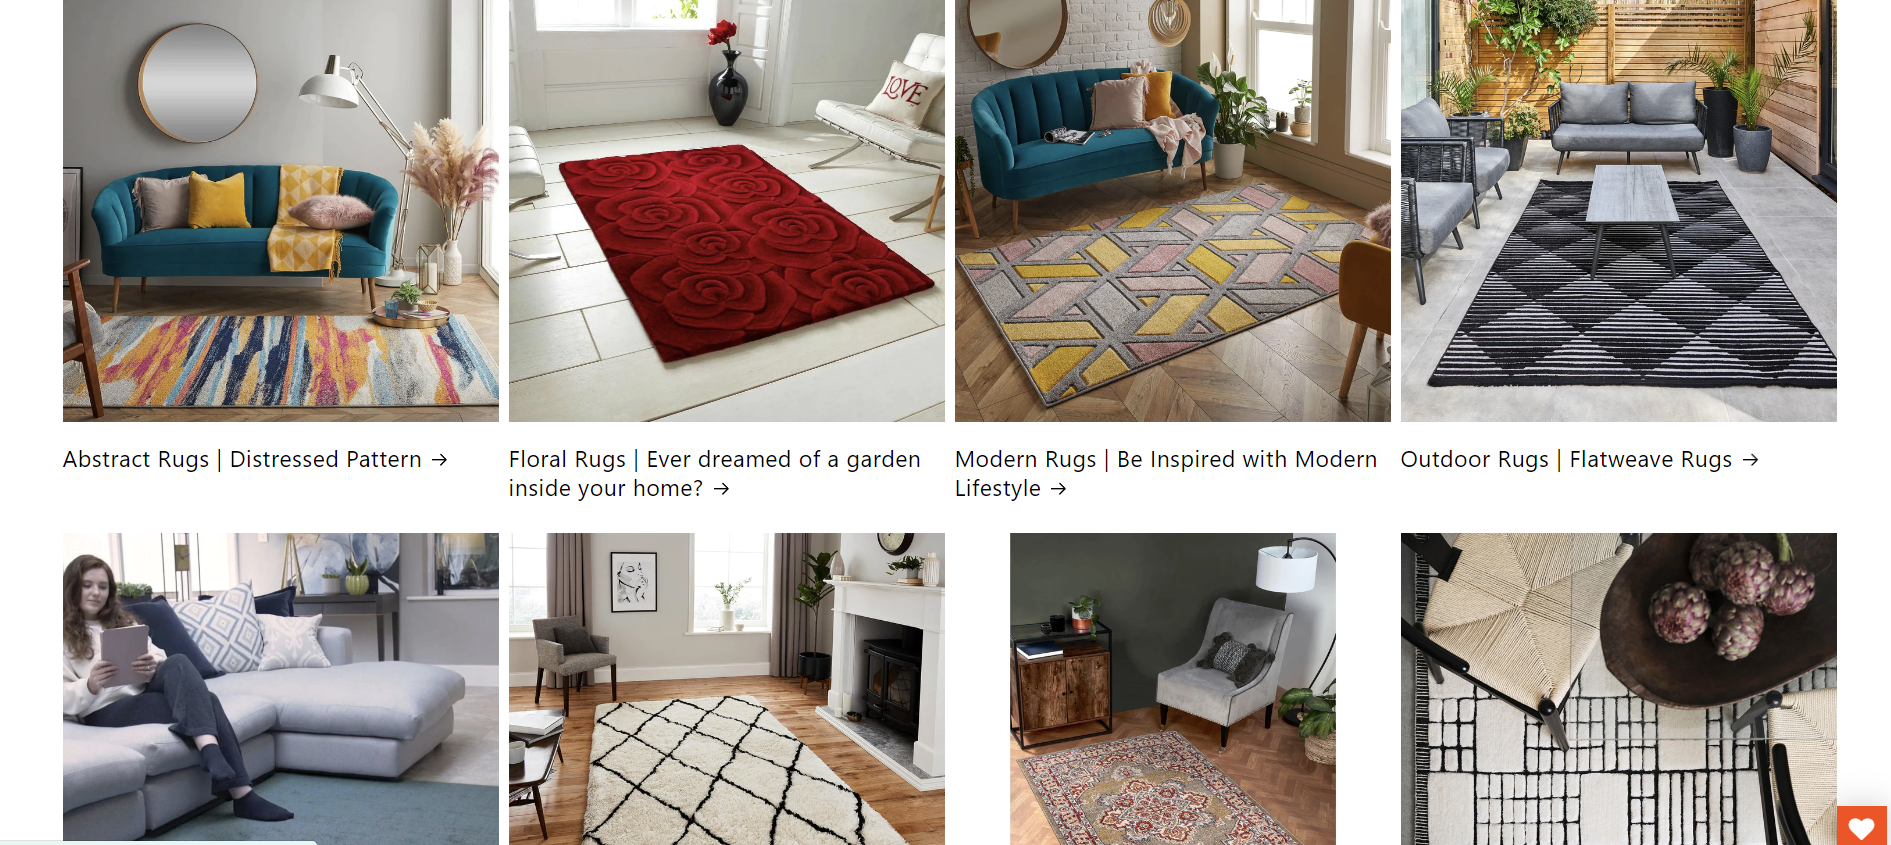 LOVE
Abstract Rugs | Distressed Pattern →
Floral Rugs | Ever dreamed of a garden
inside your home? →
Modern Rugs | Be Inspired with Modern
Lifestyle →
Outdoor Rugs | Flatweave Rugs →